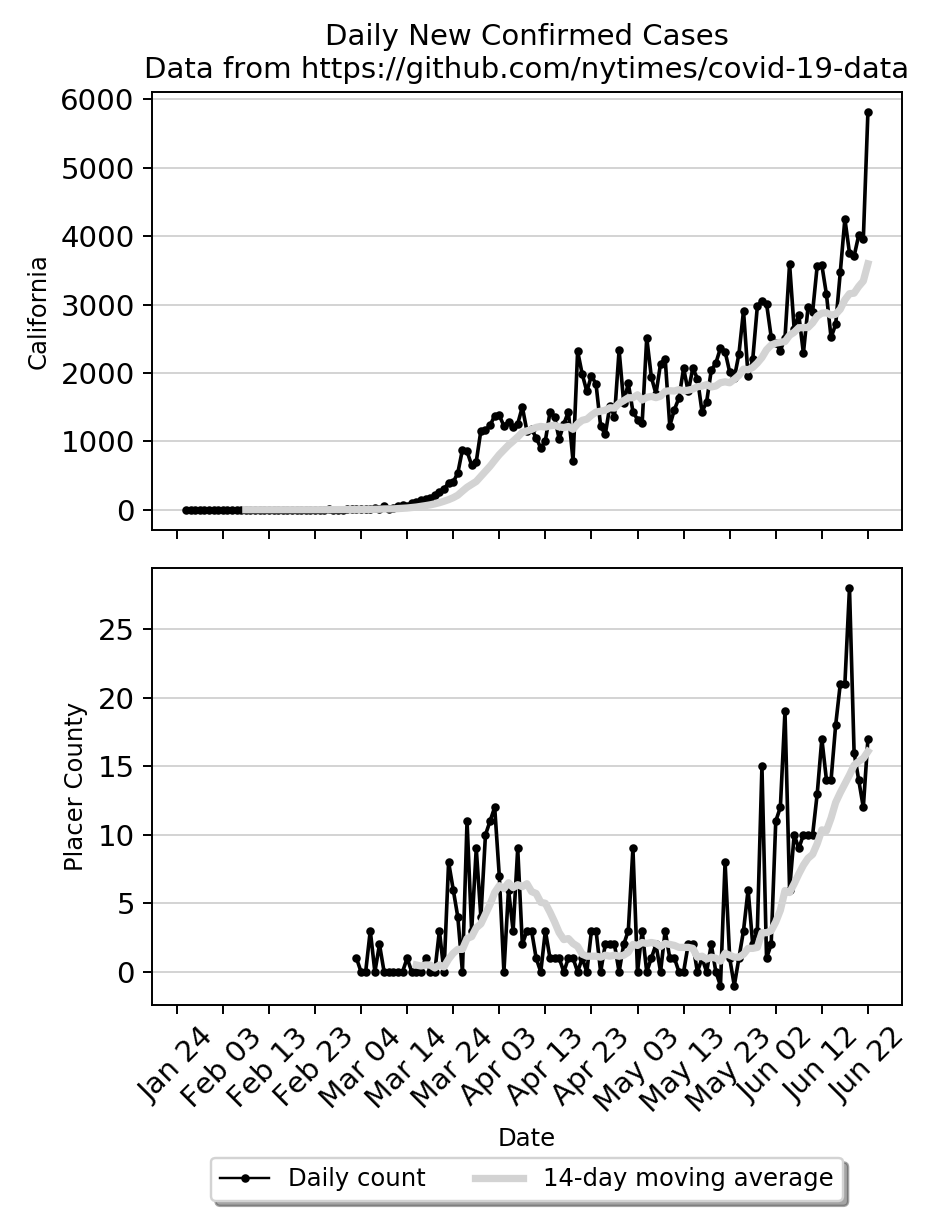 Daily New Confirmed Cases
Data from https://github.com/nytimes/covid-19-data
6000
5000
4000
3000
2000
1000
0
California
25
20
15
10
5
0
Placer County
Jan 24
Feb 03
Feb 13
Feb 23
Mar 04
Mar 14
Mar 24
Apr 03
Apr 13
Apr 23
May 03
May 13
May 23
Jun 02
Jun 12
Jun 22
Date
Daily count
14-day moving average